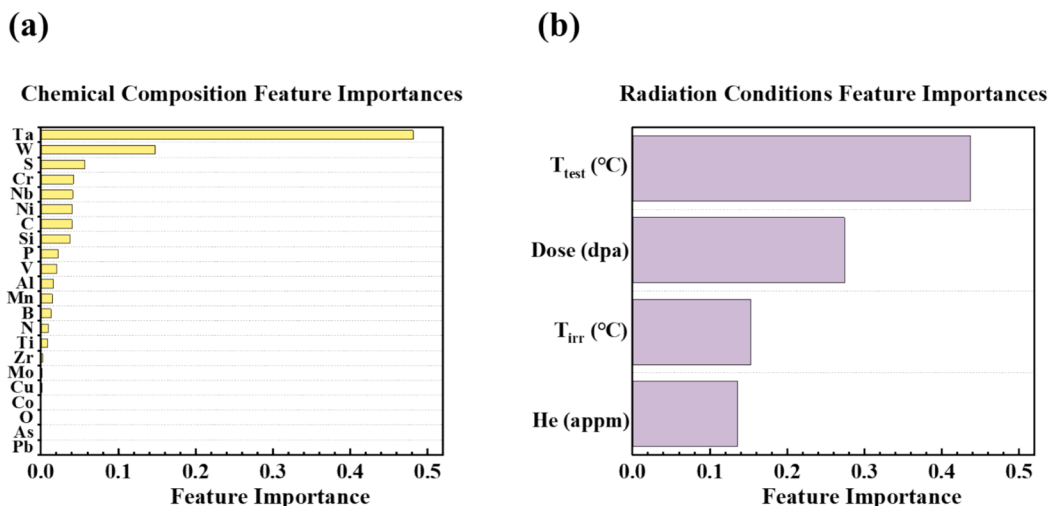 (a)
Chemical Composition Feature Importances
Ta
W
S
Cr
Nb
Ni
C
Si
P
V
Al
Mn
B
N
Ti
Zr
Mo
Cu
Co
O
As
Pb
0.0 0.1 0.2 0.3 0.4 0.5
Feature Importance
(b)
Radiation Conditions Feature Importances
Ttest (°C)
Dose (dpa)
Tirr (°C)
He (appm)
0.0 0.1 0.2 0.3 0.4 0.5
Feature Importance